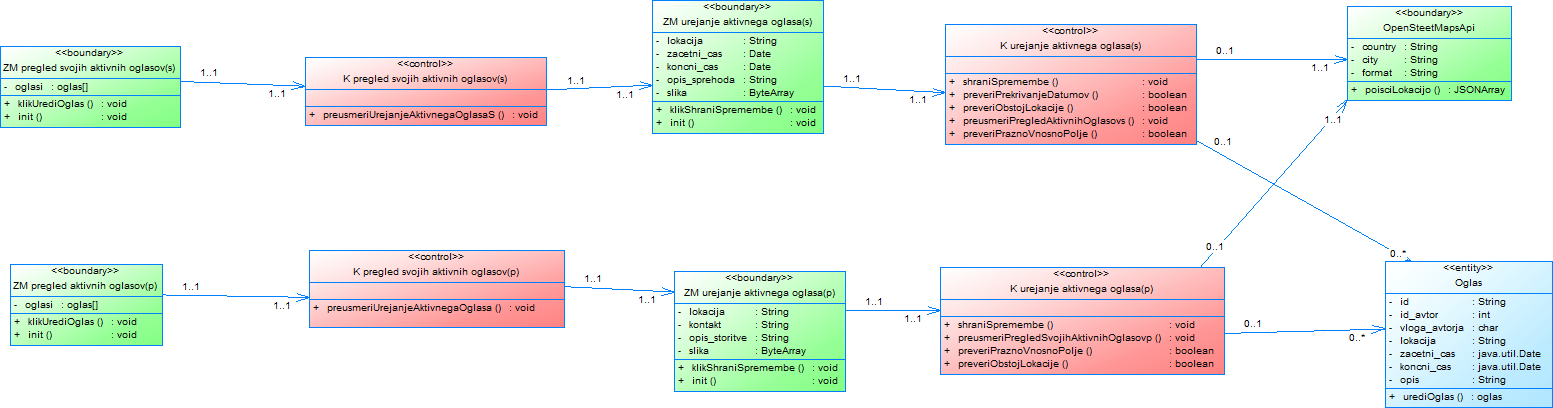 <<boundary>>
ZM pregled svojih aktivnih oglasov(s)
- oglasi : oglas[]
+ klikUrediOglas () : void
+ init () : void
1..1
1..1
<<control>>
K pregled svojih aktivnih oglasov(s)
+ preusmeriUrejanjeAktivnegaOglasaS () : void
1..1
1..1
<<boundary>>
ZM urejanje aktivnega oglasa(s)
- lokacija : String
- zacetni_cas : Date
- koncni_cas : Date
- opis_sprehoda : String
- slika : ByteArray
+ klikShraniSpremembe () : void
+ init () : void
1..1
1..1
<<control>>
K urejanje aktivnega oglasa(s)
+ shraniSpremembe () : void
+ preveriPrekrivanjeDatumov () : boolean
+ preveriObstojLokacije () : boolean
+ preusmeriPregledAktivnihOglasovs () : void
+ preveriPraznoVnosnoPolje () : boolean
0..1
1..1
<<boundary>>
OpenSteetMapsApi
- country : String
- city : String
- format : String
+ poisciLokacijo () : JSONArray
0..1
0..*
1..1
0..1
<<boundary>>
ZM pregled aktivnih oglasov(p)
- oglasi : oglas[]
+ klikUrediOglas () : void
+ init () : void
1..1
1..1
<<control>>
K pregled svojih aktivnih oglasov(p)
+ preusmeriUrejanjeAktivnegaOglasa () : void
1..1
1..1
<<boundary>>
ZM urejanje aktivnega oglasa(p)
- lokacija : String
- kontakt : String
- opis_storitve : String
- slika : ByteArray
+ klikShraniSpremembe () : void
+ init () : void
1..1
1..1
<<control>>
K urejanje aktivnega oglasa(p)
+ shraniSpremembe () : void
+ preusmeriPregledSvojihAktivnihOglasovp () : void
+ preveriPraznoVnosnoPolje () : boolean
+ preveriObstojLokacije () : boolean
0..1
0..*
<<entity>>
Oglas
- id : String
- id_avtor : int
- vloga_avtorja : char
- lokacija : String
- zacetni_cas : java.util.Date
- koncni_cas : java.util.Date
- opis : String
+ urediOglas () : oglas